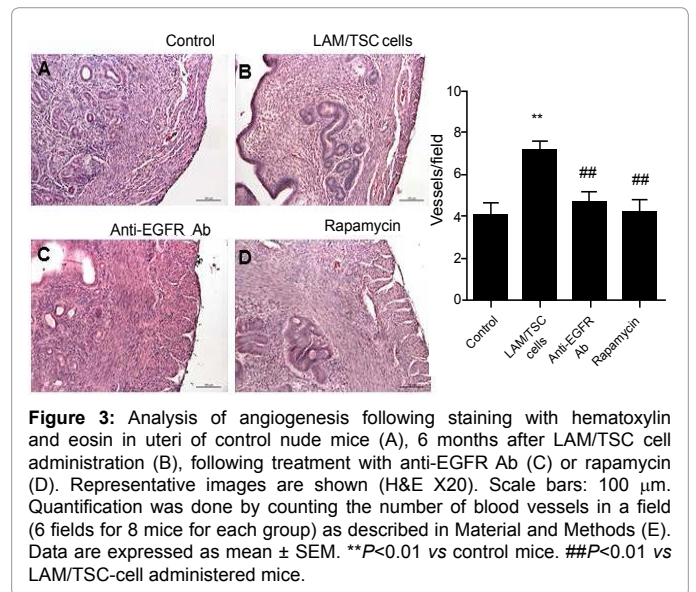 Control
LAM/TSC cells
A
B
Anti-EGFR Ab
Rapamycin
C
D
10
8
6
4
2
0
Vessels/field
**
##
##
Control
LAM/TSC
cells
Anti-EGFR
Ab
Rapamycin
Figure 3: Analysis of angiogenesis following staining with hematoxylin
and eosin in uteri of control nude mice (A), 6 months after LAM/TSC cell
administration (B), following treatment with anti-EGFR Ab (C) or rapamycin
(D). Representative images are shown (H&E X20). Scale bars: 100 μm.
Quantification was done by counting the number of blood vessels in a field
(6 fields for 8 mice for each group) as described in Material and Methods (E).
Data are expressed as mean ± SEM. **P<0.01 vs control mice. ##P<0.01 vs
LAM/TSC-cell administered mice.